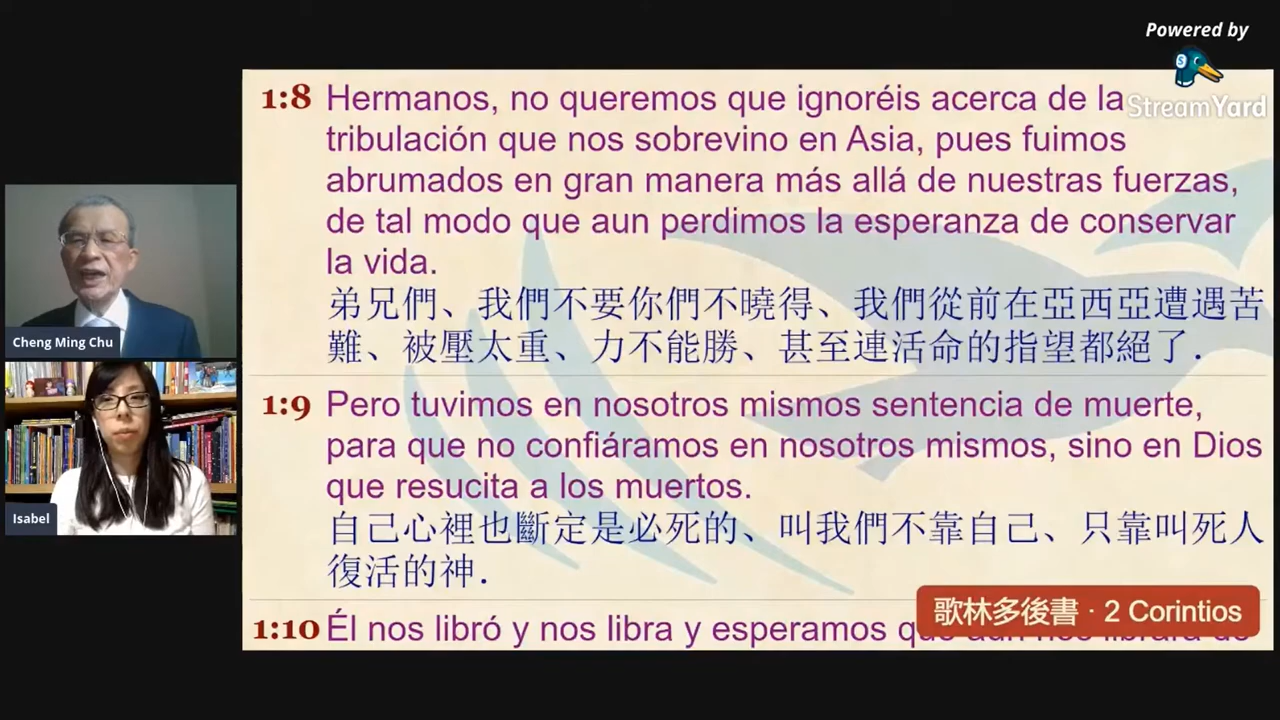 Powered by
StreamYard
1:8 Hermanos, no queremos que ignoréis acerca de la
tribulación que nos sobrevino en Asia, pues fuimos
abrumados en gran manera más allá de nuestras fuerzas,
de tal modo que aun perdimos la esperanza de conservar
la vida.
弟兄們、我們不要你們不曉得、我們從前在亞西亞遭遇苦
難、被壓太重、力不能勝、甚至連活命的指望都絕了.
1:9 Pero tuvimos en nosotros mismos sentencia de muerte,
para que no confiáramos en nosotros mismos, sino en Dios
que resucita a los muertos.
自己心裡也斷定是必死的、叫我們不靠自己、只靠叫死人
復活的神.
1:10 Él nos libró y nos libra y esperamos
歌林多後書 · 2 Corintios
Cheng Ming Chu
Isabel